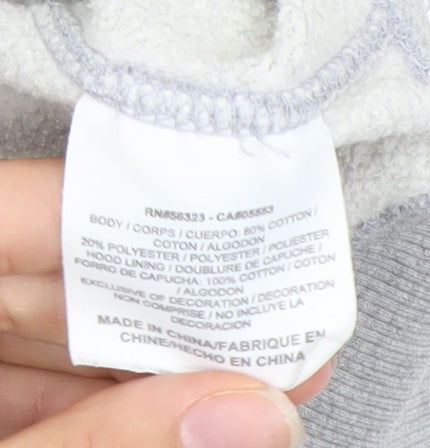 RN#56323 - CA#05553
BODY / CORPS / CUERPO: 80% COTTON /
COTON / ALGODON
20% POLYESTER / POLYESTER / POLIESTER
HOOD LINING / DOUBLURE DE CAPUCHE /
FORRO DE CAPUCHA: 100% COTTON / COTON
/ ALGODON
EXCLUSIVE OF DECORATION / DECORATION
NON COMPRISE / NO INCLUYE LA
DECORACION
MADE IN CHINA/FABRIQUE EN
CHINE/HECHO EN CHINA